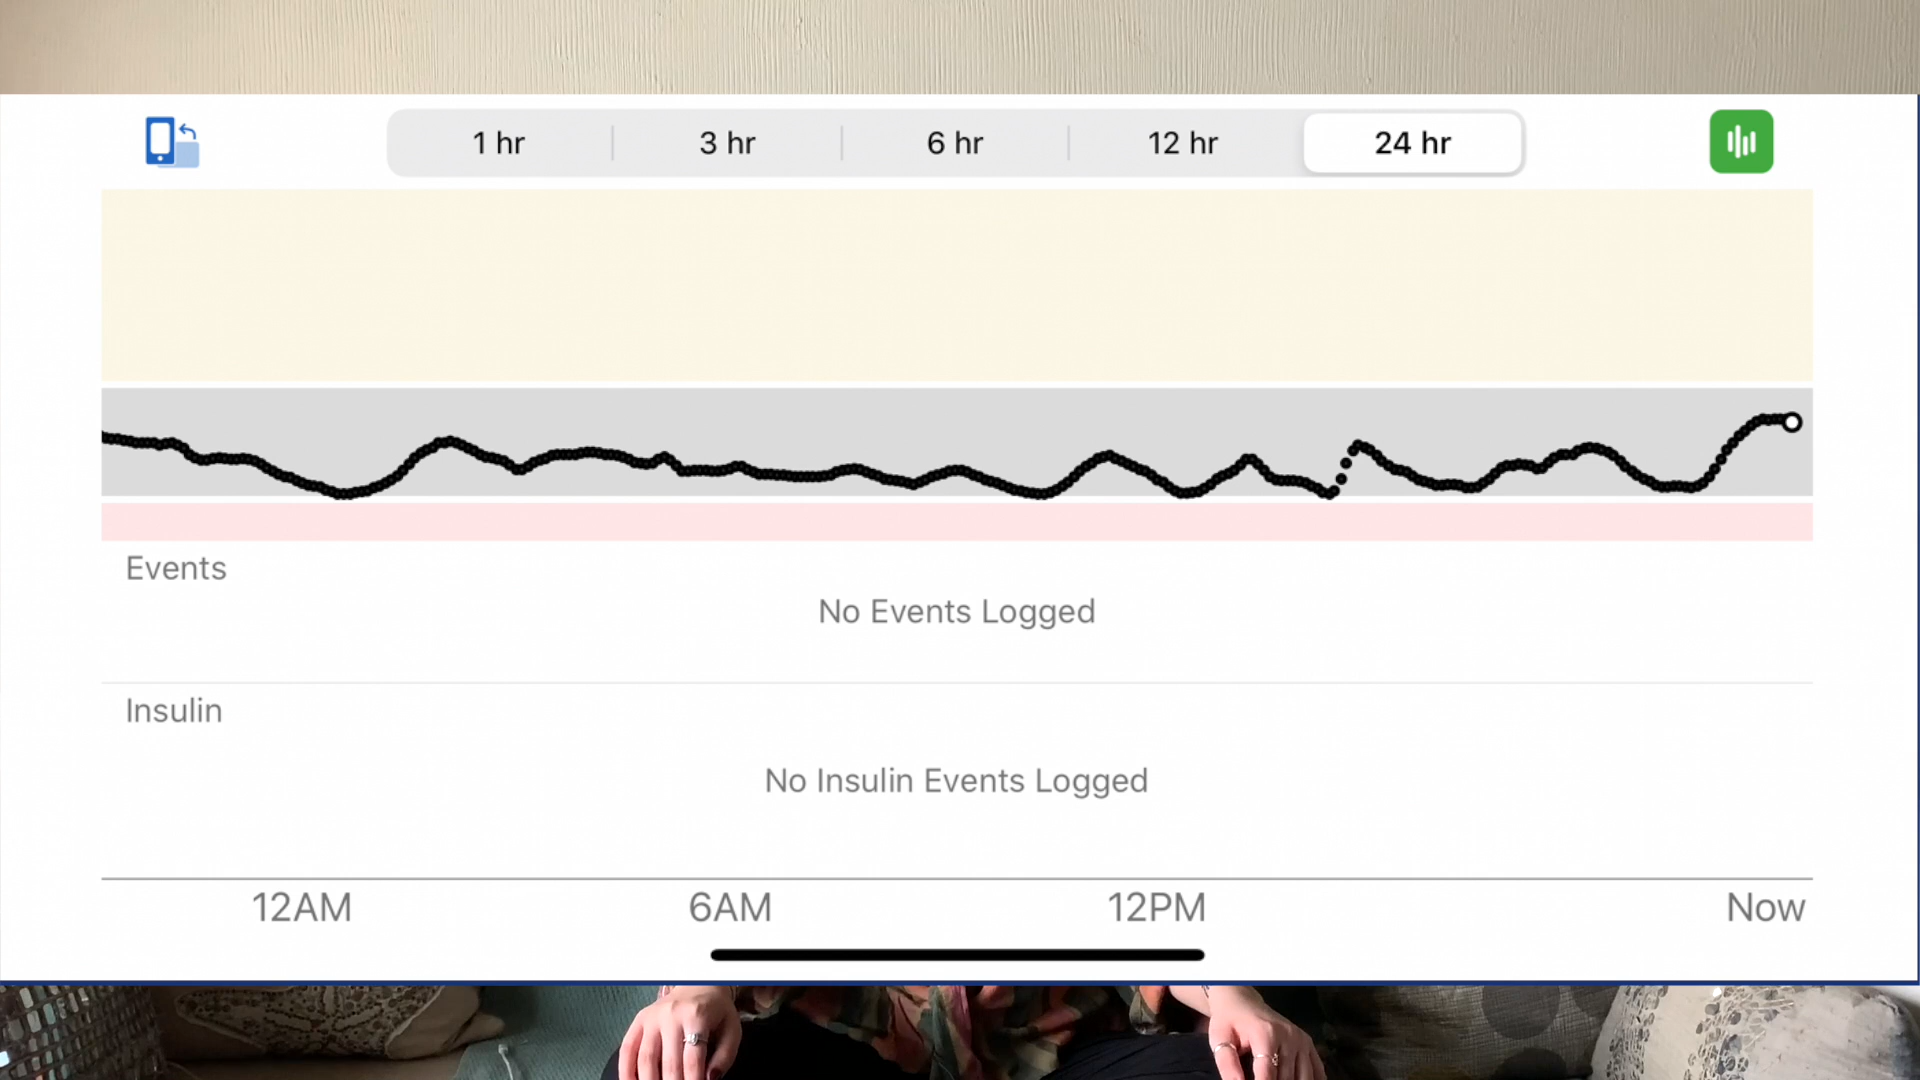 1 hr 3 hr 6 hr 12 hr 24 hr
Events
No Events Logged
Insulin
No Insulin Events Logged
12AM 6AM 12PM Now